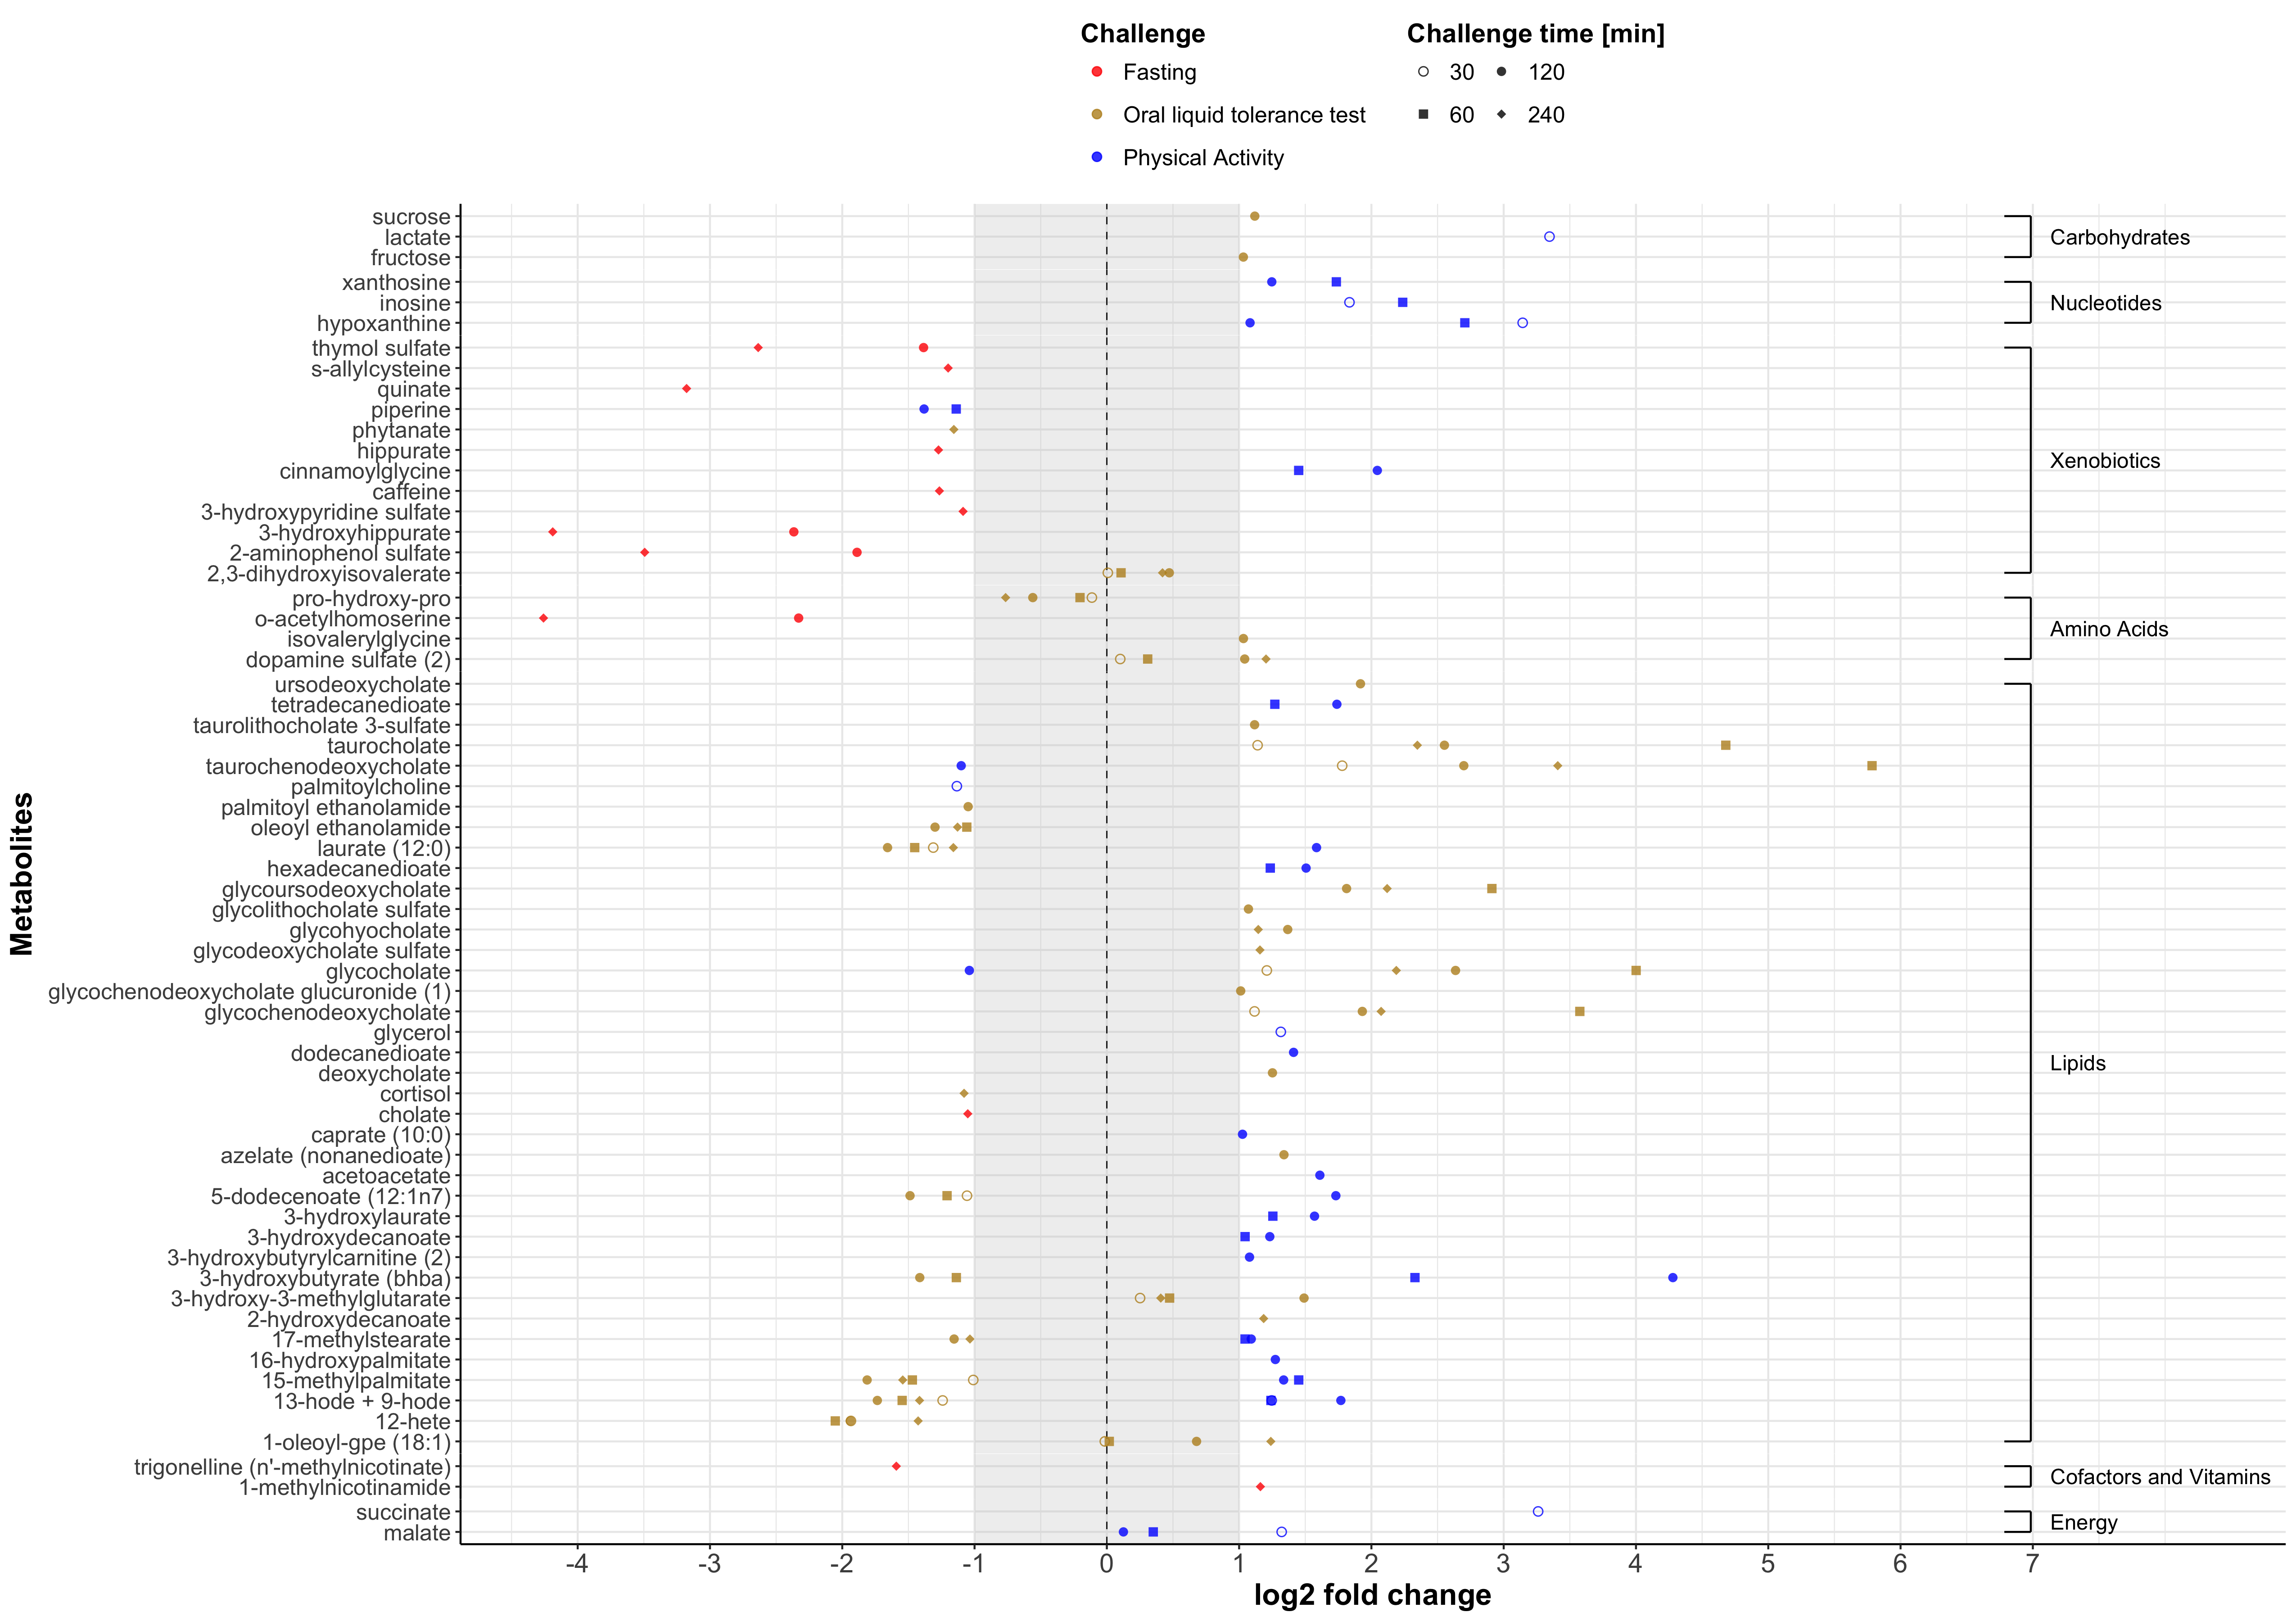 Challenge
Challenge time [min]
Fasting
30
120
Oral liquid tolerance test
60
240
Physical Activity
sucrose
lactate
Carbohydrates
fructose
xanthosine
inosine
Nucleotides
hypoxanthine
thymol sulfate
s-allylcysteine
quinate
piperine
phytanate
hippurate
Xenobiotics
cinnamoylglycine
caffeine
3-hydroxypyridine sulfate
3-hydroxyhippurate
2-aminophenol sulfate
2,3-dihydroxyisovalerate
pro-hydroxy-pro
o-acetylhomoserine
Amino Acids
isovalerylglycine
dopamine sulfate (2)
ursodeoxycholate
tetradecanedioate
taurolithocholate 3-sulfate
taurocholate
taurochenodeoxycholate
palmitoylcholine
palmitoyl ethanolamide
oleoyl ethanolamide
laurate (12:0)
hexadecanedioate
glycoursodeoxycholate
glycolithocholate sulfate
glycohyocholate
glycodeoxycholate sulfate
glycocholate
glycochenodeoxycholate glucuronide (1)
glycochenodeoxycholate
glycerol
dodecanedioate
Lipids
deoxycholate
cortisol
cholate
caprate (10:0)
azelate (nonanedioate)
acetoacetate
5-dodecenoate (12:1n7)
3-hydroxylaurate
3-hydroxydecanoate
3-hydroxybutyrylcarnitine (2)
3-hydroxybutyrate (bhba)
3-hydroxy-3-methylglutarate
2-hydroxydecanoate
17-methylstearate
16-hydroxypalmitate
15-methylpalmitate
13-hode + 9-hode
12-hete
1-oleoyl-gpe (18:1)
trigonelline (n'-methylnicotinate)
Cofactors and Vitamins
1-methylnicotinamide
succinate
Energy
malate
Metabolites
-4 -3 -2 -1 0 1 2 3 4 5 6 7
log2 fold change